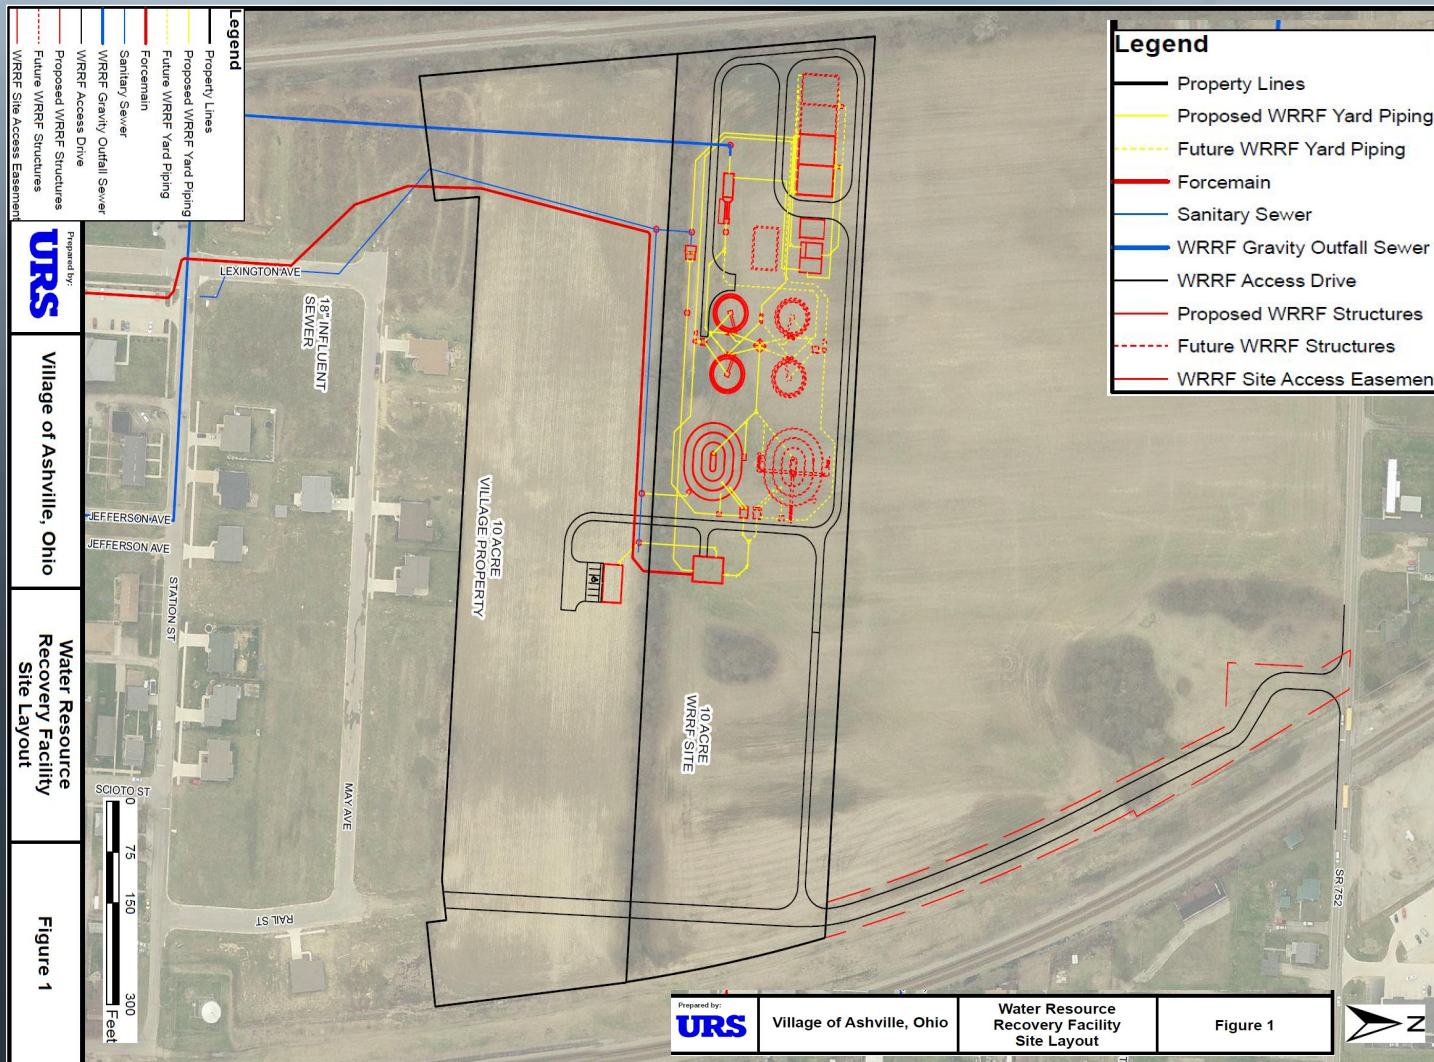 Legend
Property Lines
Proposed WRRF Yard Piping
Future WRRF Yard Piping
Forcemain
Sanitary Sewer
WRRF Gravity Outfall Sewer
WRRF Access Drive
Proposed WRRF Structures
Future WRRF Structures
WRRF Site Access Easement
Legend
Property Lines
Proposed WRRF Yard Piping
Future WRRF Yard Piping
Forcemain
Sanitary Sewer
WRRF Gravity Outfall Sewer
WRRF Access Drive
Proposed WRRF Structures
Future WRRF Structures
WRRF Site Access Easemen
Prepared by:
URS
Village of Ashville, Ohio
Water Resource
Recovery Facility
Site Layout
Figure 1
LEXINGTON AVE
18" INFLUENT
SEWER
JEFFERSON AVE
JEFFERSON AVE
STATION ST
SCIOTO ST
MAY AVE
RAIL ST
10 ACRE
VILLAGE PROPERTY
10 ACRE
WRRF SITE
SR 752
0 75 150 300
Feet
Prepared by:
URS
Village of Ashville, Ohio
Water Resource
Recovery Facility
Site Layout
Figure 1
N